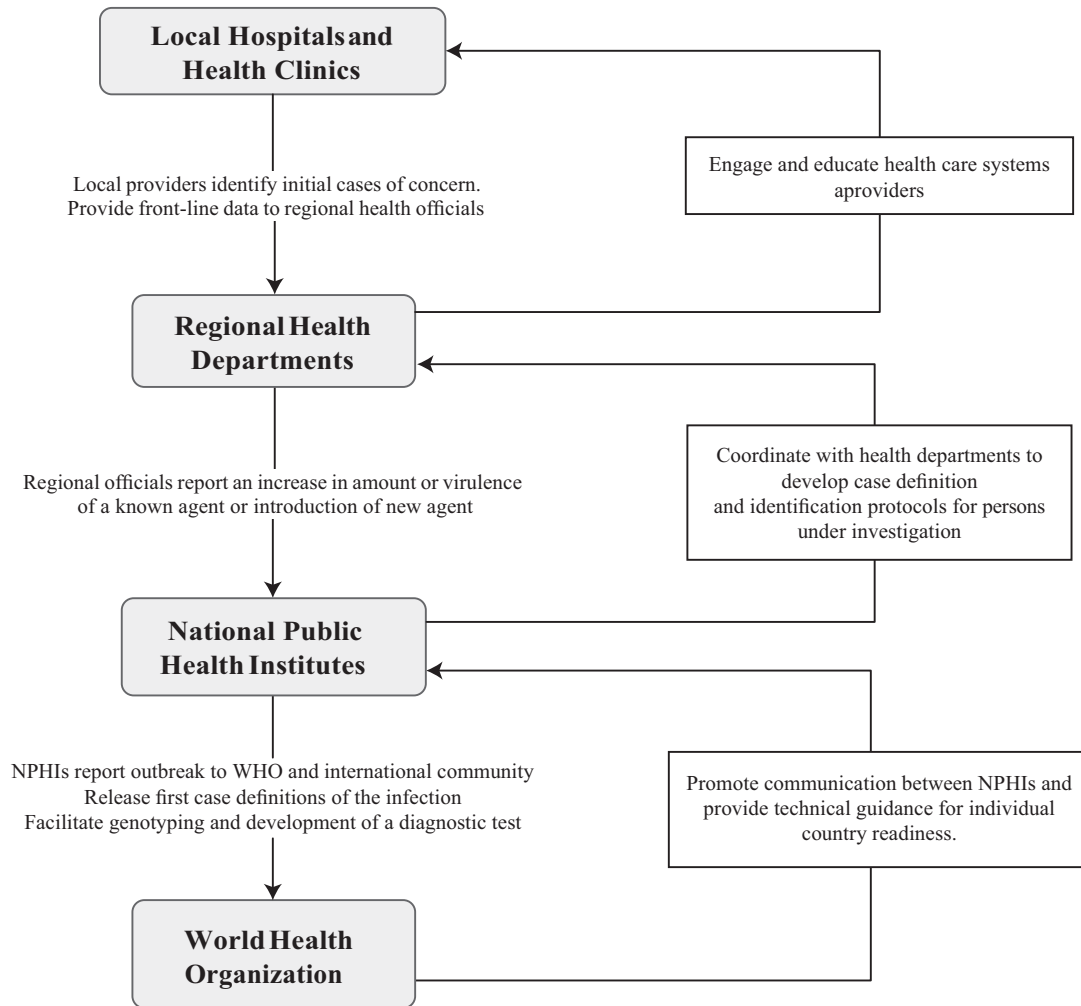 Local Hospitals and
Health Clinics
Engage and educate health care systems
aproviders
Local providers identify initial cases of concern.
Provide front-line data to regional health officials
Regional Health
Departments
Coordinate with health departments to
develop case definition
and identification protocols for persons
under investigation
Regional officials report an increase in amount or virulence
of a known agent or introduction of new agent
National Public
Health Institutes
NPHIs report outbreak to WHO and international community
Release first case definitions of the infection
Facilitate genotyping and development of a diagnostic test
Promote communication between NPHIs and
provide technical guidance for individual
country readiness.
World Health
Organization